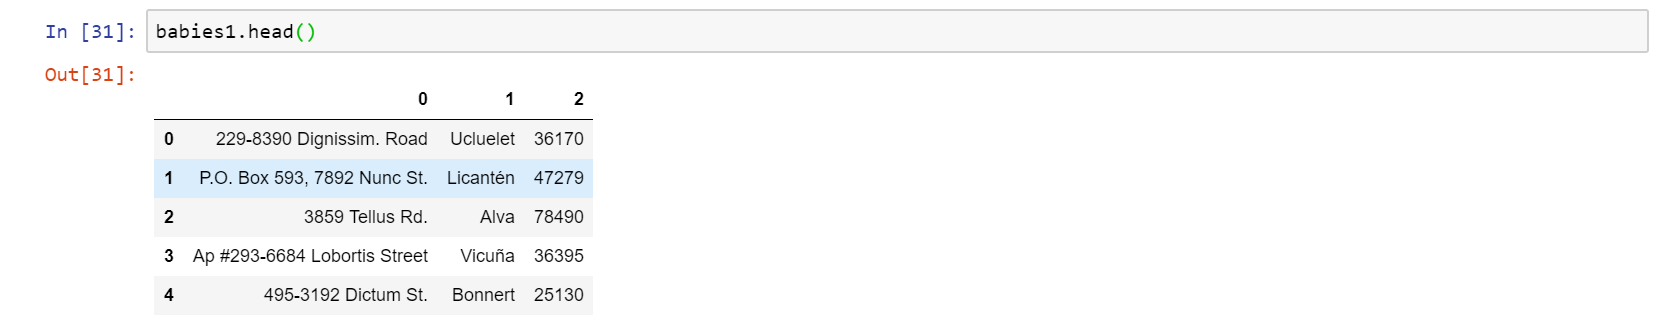 In [31]: babies1.head()
Out[31]:
0 1 2
0 229-8390 Dignissim. Road Ucluelet 36170
1 P.O. Box 593, 7892 Nunc St. Licantén 47279
2 3859 Tellus Rd. Alva 78490
3 Ap #293-6684 Lobortis Street Vicuña 36395
4 495-3192 Dictum St. Bonnert 25130